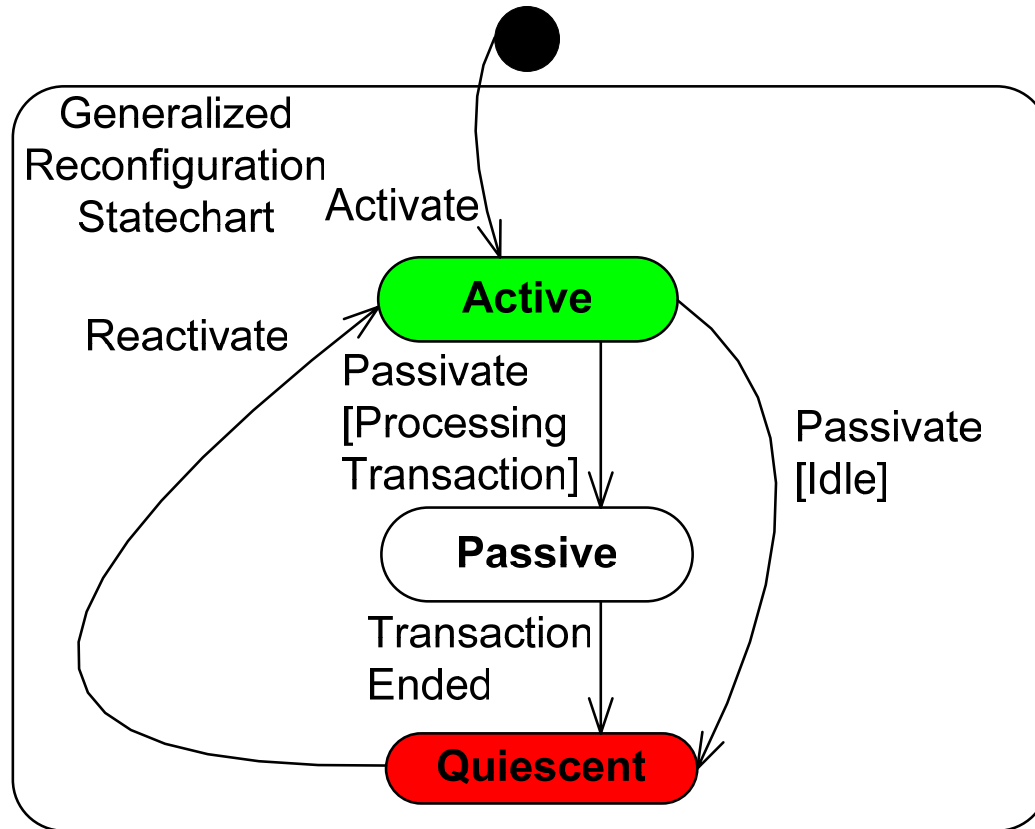 Generalized
Reconfiguration
Statechart
Activate
Active
Reactivate
Passivate
[Processing
Transaction]
Passivate
[Idle]
Passive
Transaction
Ended
Quiescent